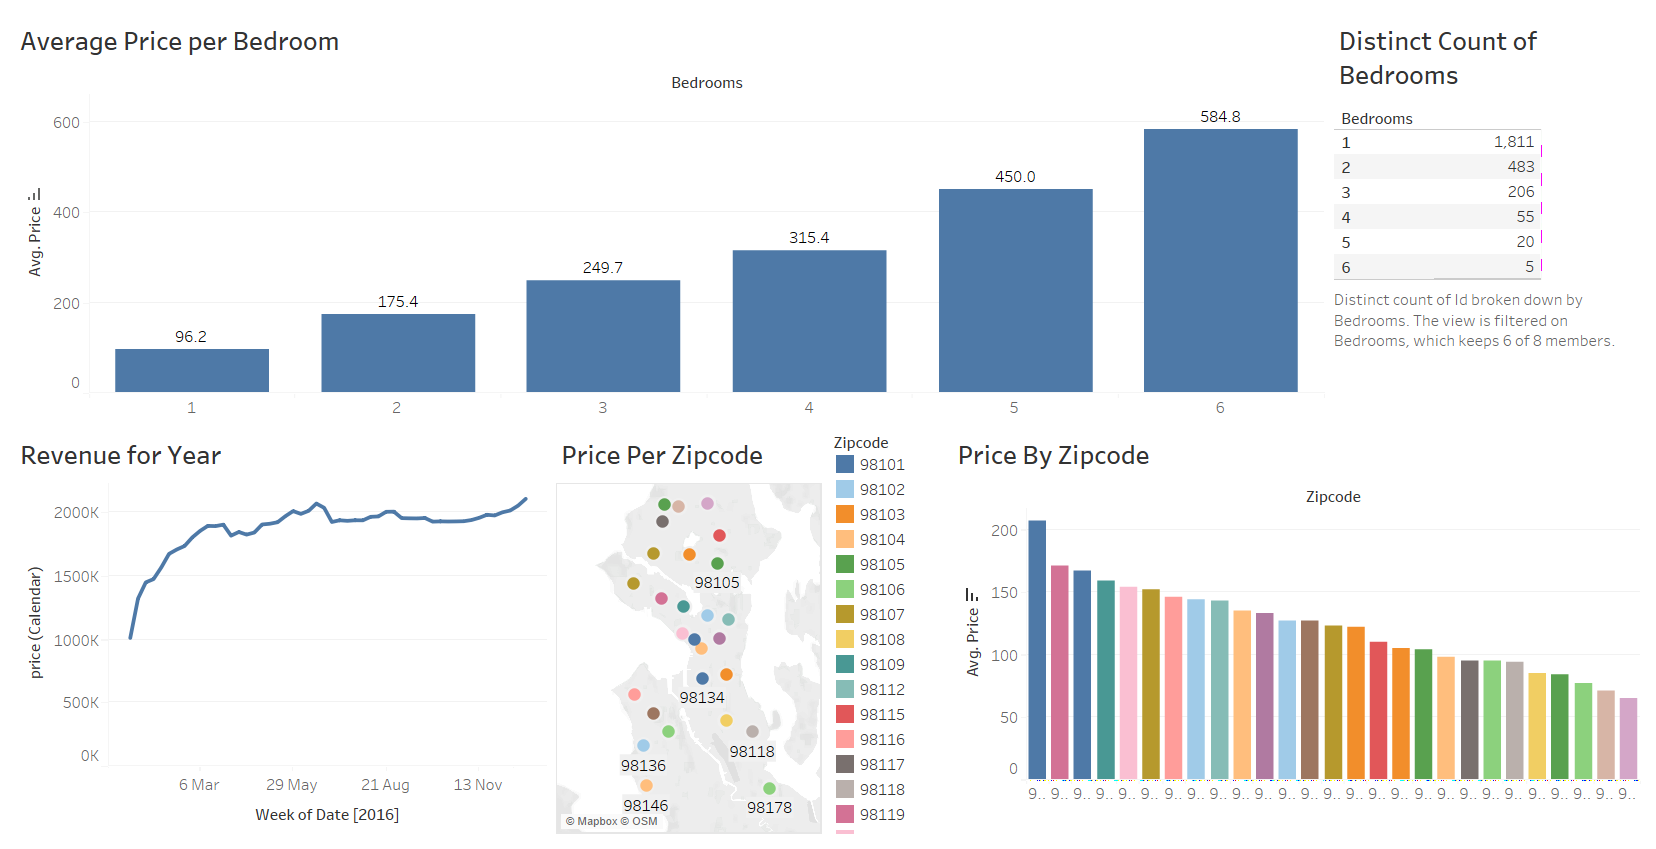 Average Price per Bedroom
Bedrooms
Avg. Price
600
400
200
0
96.2
175.4
249.7
315.4
450.0
584.8
1
2
3
4
5
6
Distinct Count of
Bedrooms
Bedrooms
1 1,811
2 483
3 206
4 55
5 20
6 5
Distinct count of Id broken down by
Bedrooms. The view is filtered on
Bedrooms, which keeps 6 of 8 members.
Revenue for Year
price (Calendar)
2000K
1500K
1000K
500K
0K
6 Mar
29 May
21 Aug
13 Nov
Week of Date [2016]
Price Per Zipcode
98105
98134
98118
98136
98146
98178
© Mapbox © OSM
Zipcode
98101
98102
98103
98104
98105
98106
98107
98108
98109
98112
98115
98116
98117
98118
98119
Price By Zipcode
Zipcode
Avg. Price
200
150
100
50
0
9.. 9.. 9.. 9.. 9.. 9.. 9.. 9.. 9.. 9.. 9.. 9.. 9.. 9.. 9.. 9.. 9.. 9.. 9.. 9.. 9.. 9.. 9.. 9.. 9.. 9.. 9..